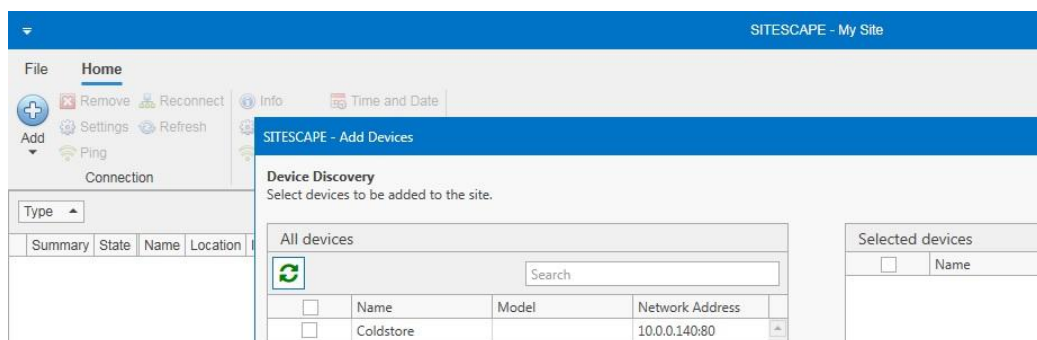 SITESCAPE - My Site
File Home
Remove Reconnect Info Time and Date
Add Settings Refresh
Ping
Connection
SITESCAPE - Add Devices
Device Discovery
Select devices to be added to the site.
Type
Summary State Name Location
All devices
Search
Name Model Network Address
Coldstore 10.0.0.140:80
Selected devices
Name